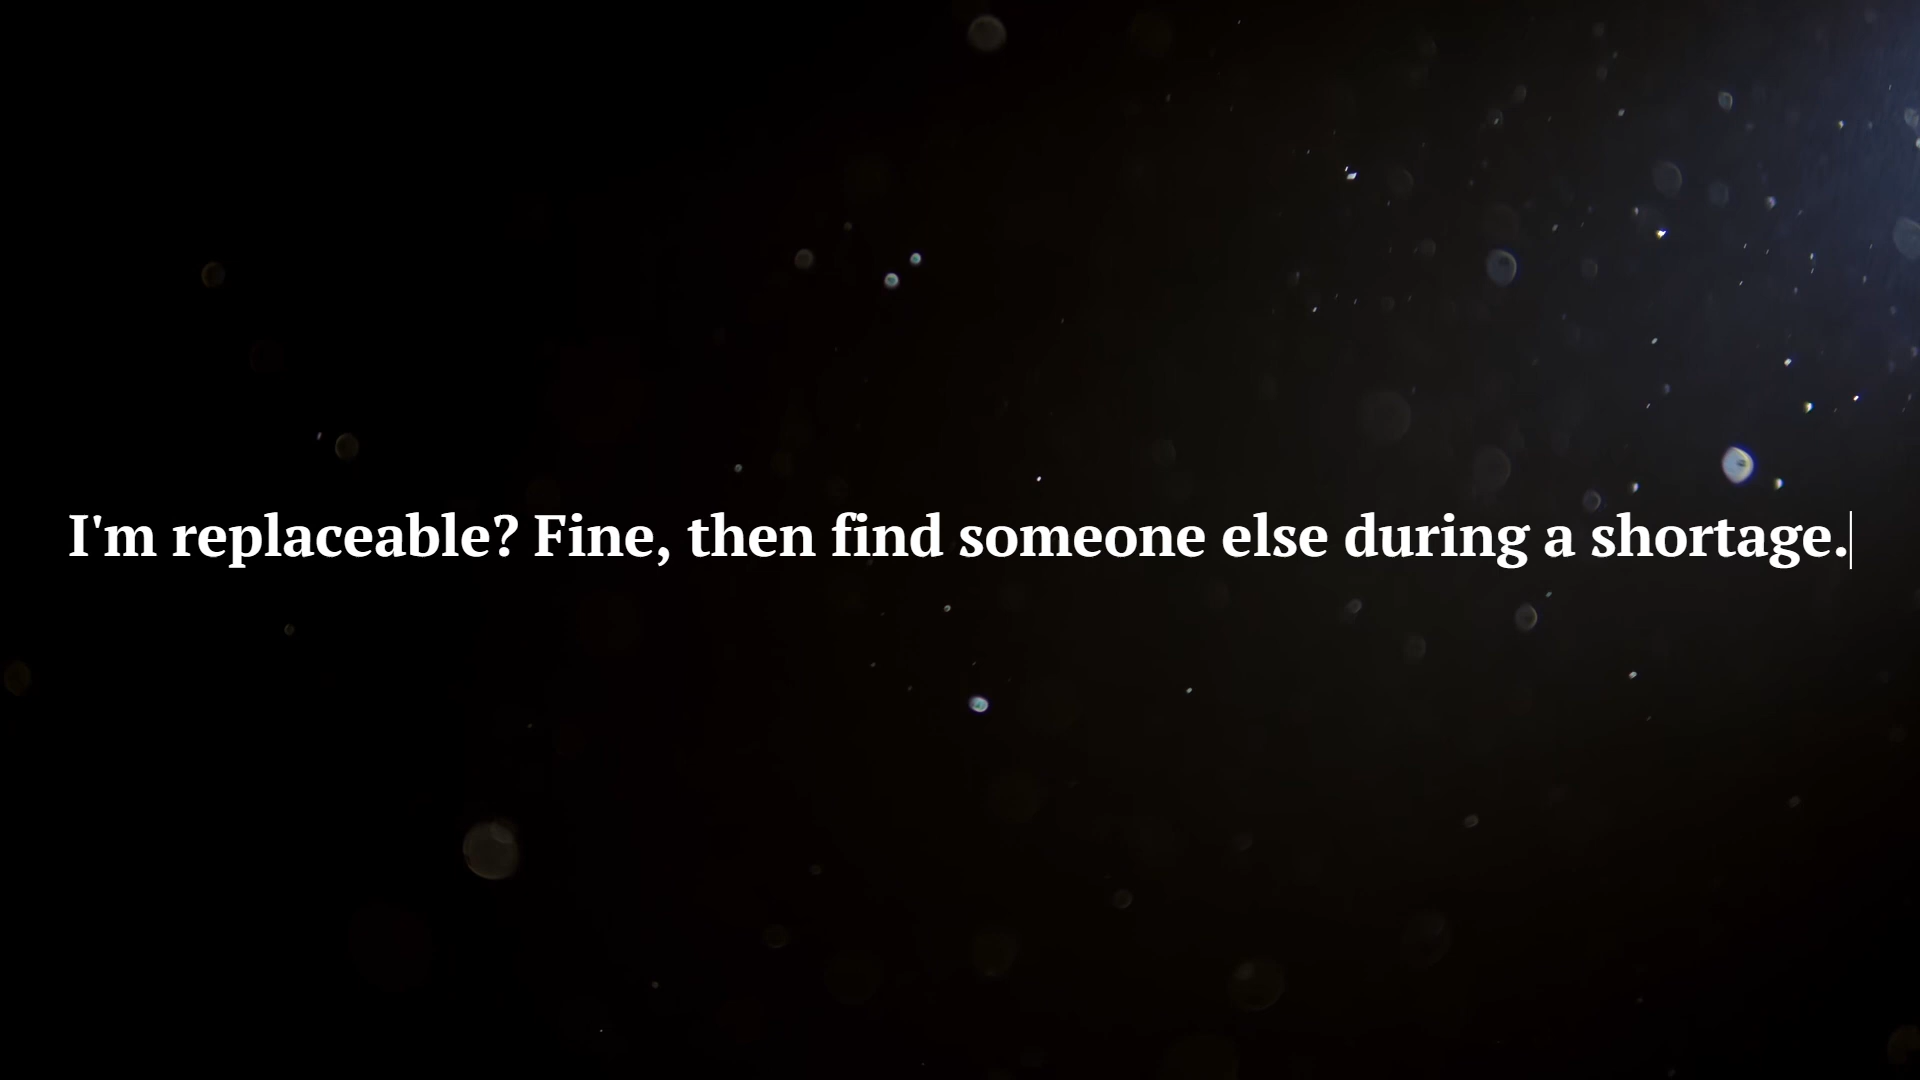 I'm replaceable? Fine, then find someone else during a shortage.